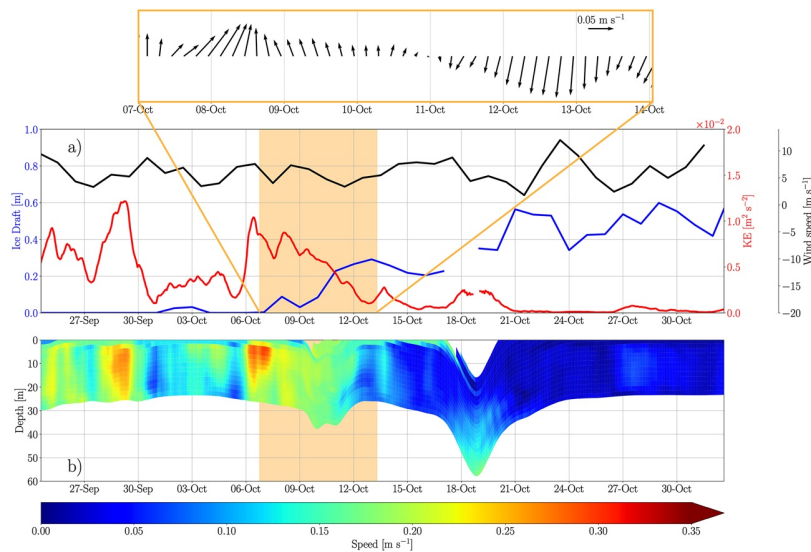 0.05 m s⁻¹
07-Oct 08-Oct 09-Oct 10-Oct 11-Oct 12-Oct 13-Oct 14-Oct
×10⁻²
a)
1.0 0.8 0.6 0.4 0.2 0.0
Ice Draft [m]
2.0 1.5 1.0 0.5 0.0
KE [m² s⁻²]
10 5 0 −5 −10 −15 −20
Wind speed [m s⁻¹]
27-Sep 30-Sep 03-Oct 06-Oct 09-Oct 12-Oct 15-Oct 18-Oct 21-Oct 24-Oct 27-Oct 30-Oct
0 10 20 30 40 50 60
Depth [m]
b)
27-Sep 30-Sep 03-Oct 06-Oct 09-Oct 12-Oct 15-Oct 18-Oct 21-Oct 24-Oct 27-Oct 30-Oct
0.00 0.05 0.10 0.15 0.20 0.25 0.30 0.35
Speed [m s⁻¹]